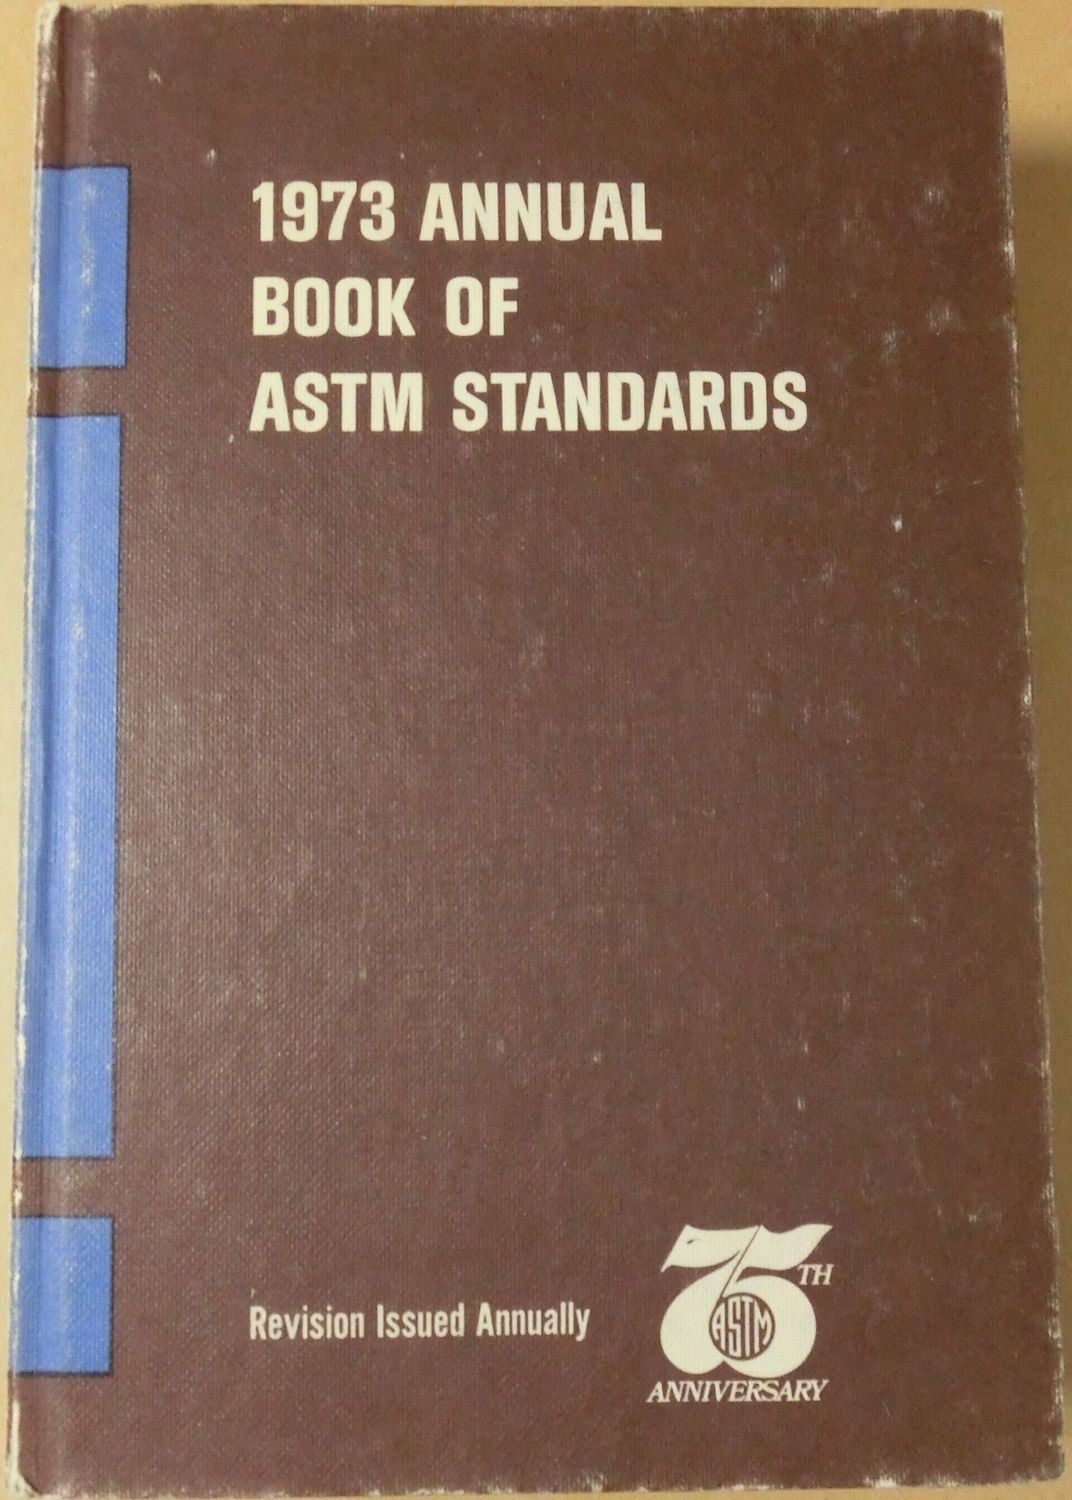 1973 ANNUAL
BOOK OF
ASTM STANDARDS
Revision Issued Annually
75TH
ASTM
ANNIVERSARY